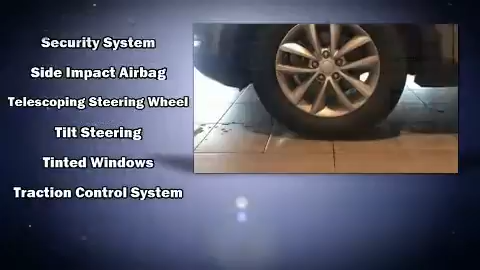 Security System
Side Impact Airbag
Telescoping Steering Wheel
Tilt Steering
Tinted Windows
Traction Control System